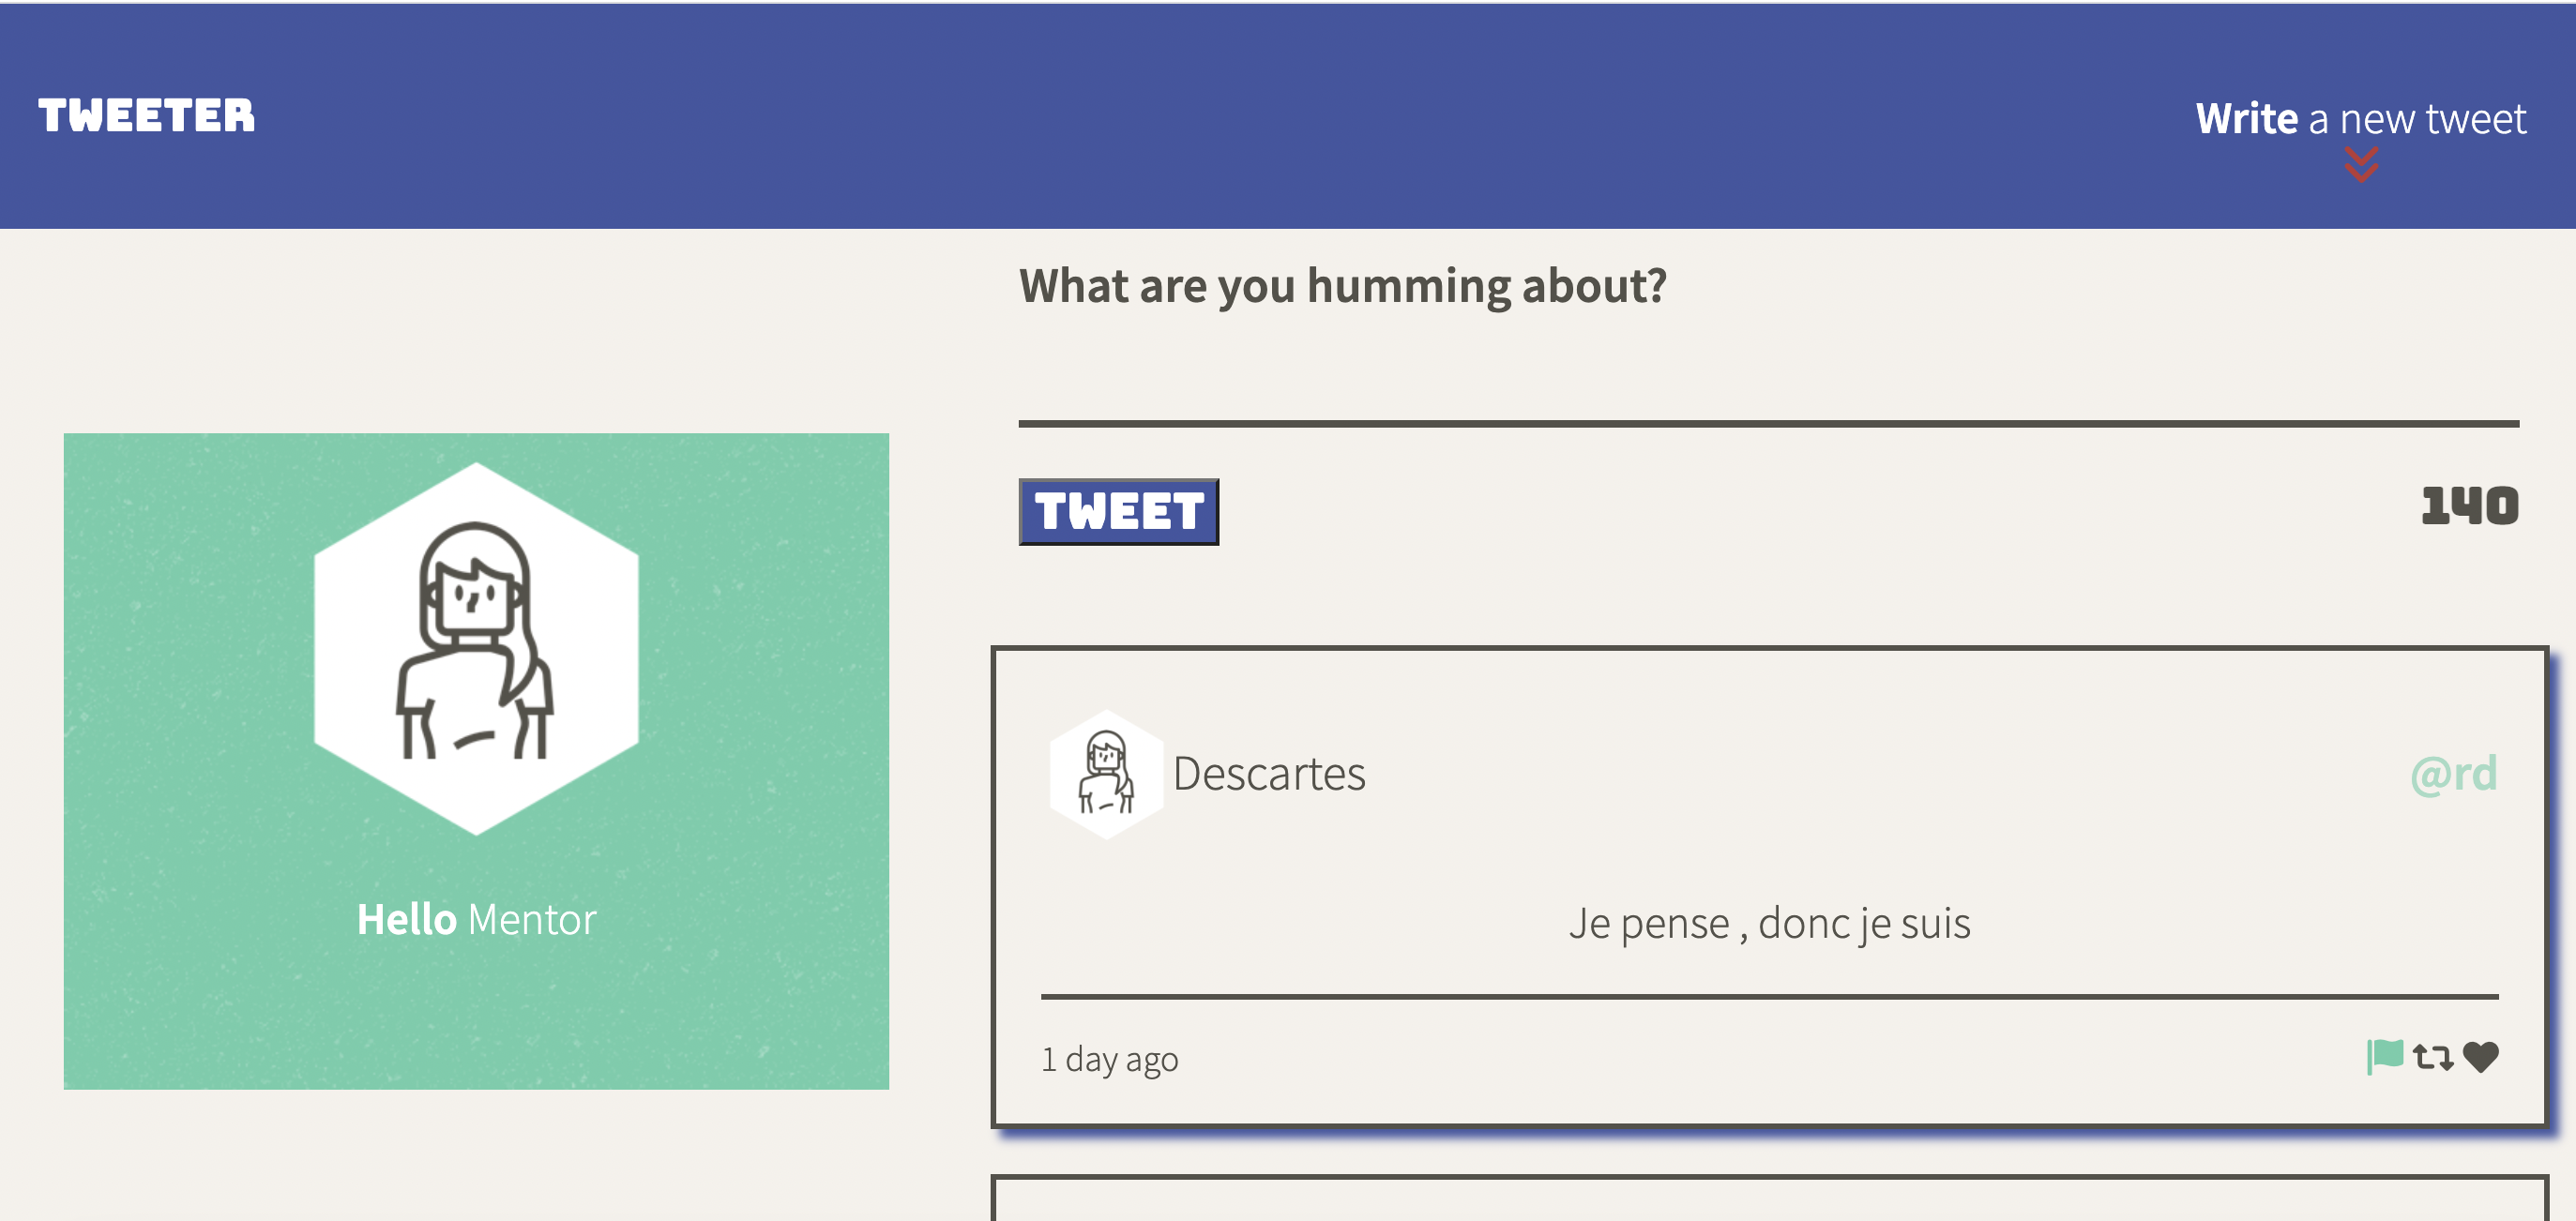 TWEETER
Write a new tweet
What are you humming about?
TWEET
140
Hello Mentor
Descartes
@rd
Je pense , donc je suis
1 day ago